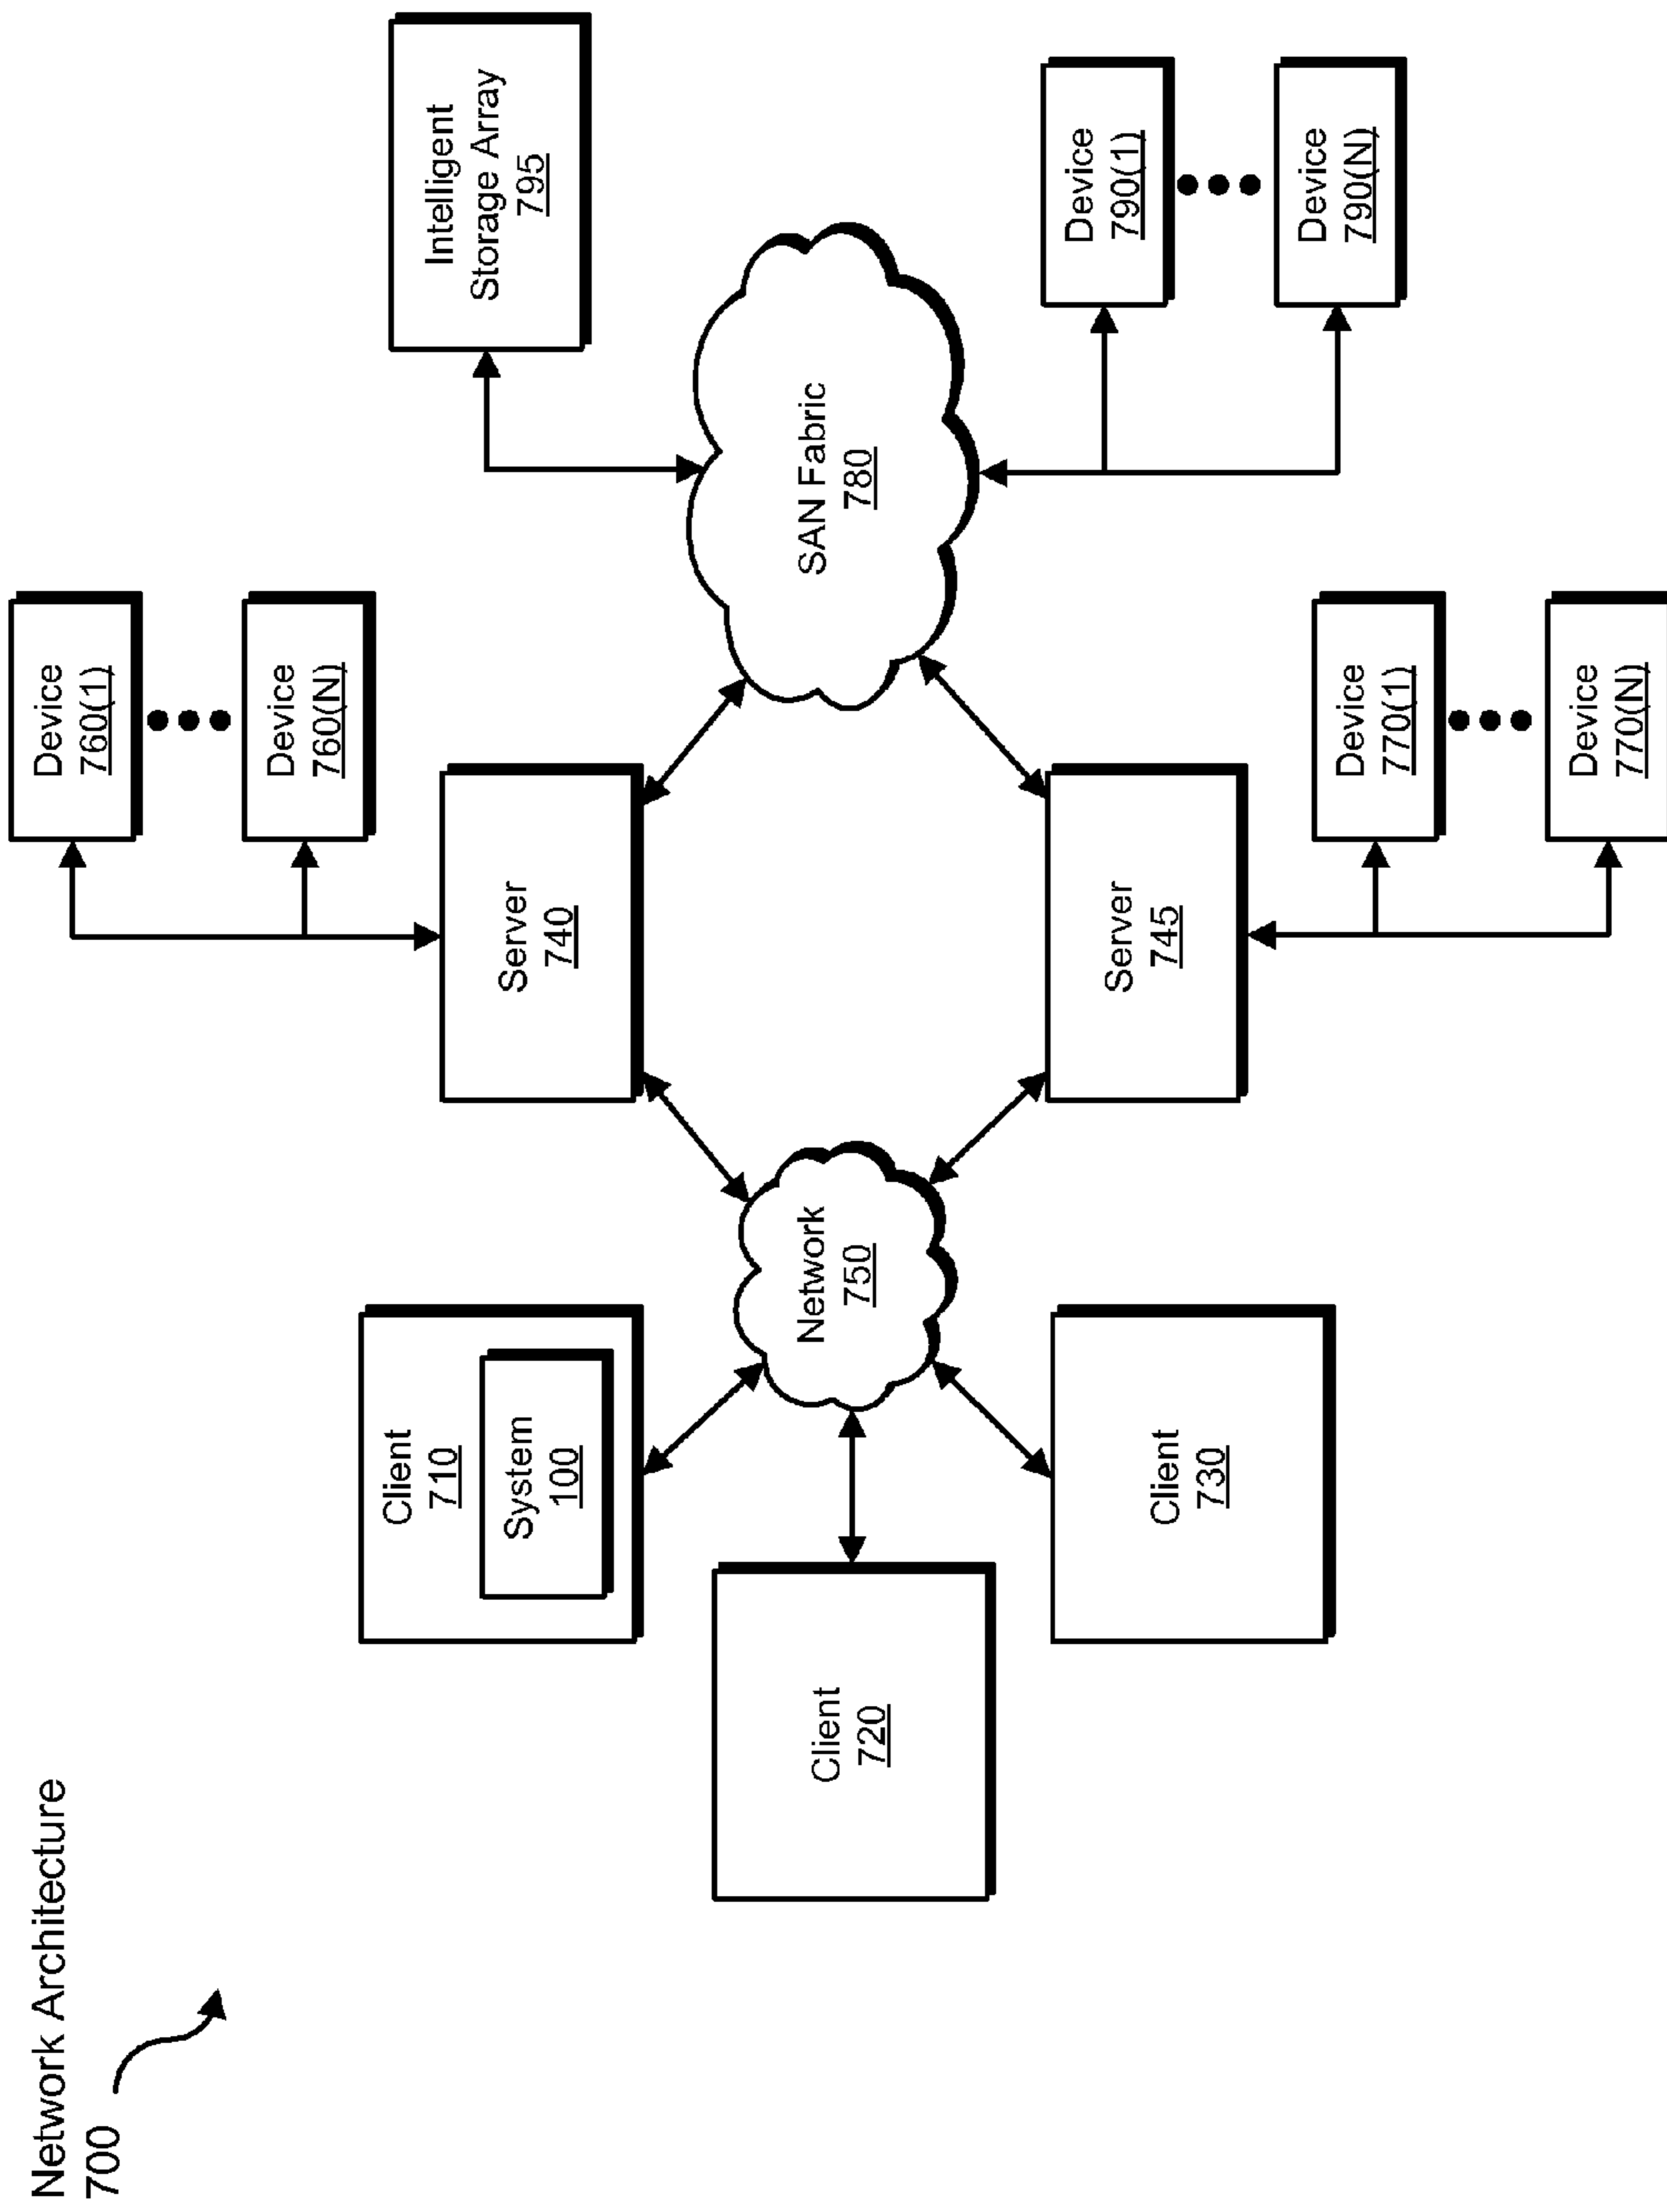 Network Architecture
700
Client
710
System
100
Client
720
Client
730
Network
750
Server
740
Server
745
Device
760(1)
Device
760(N)
Device
770(1)
Device
770(N)
SAN Fabric
780
Intelligent
Storage Array
795
Device
790(1)
Device
790(N)